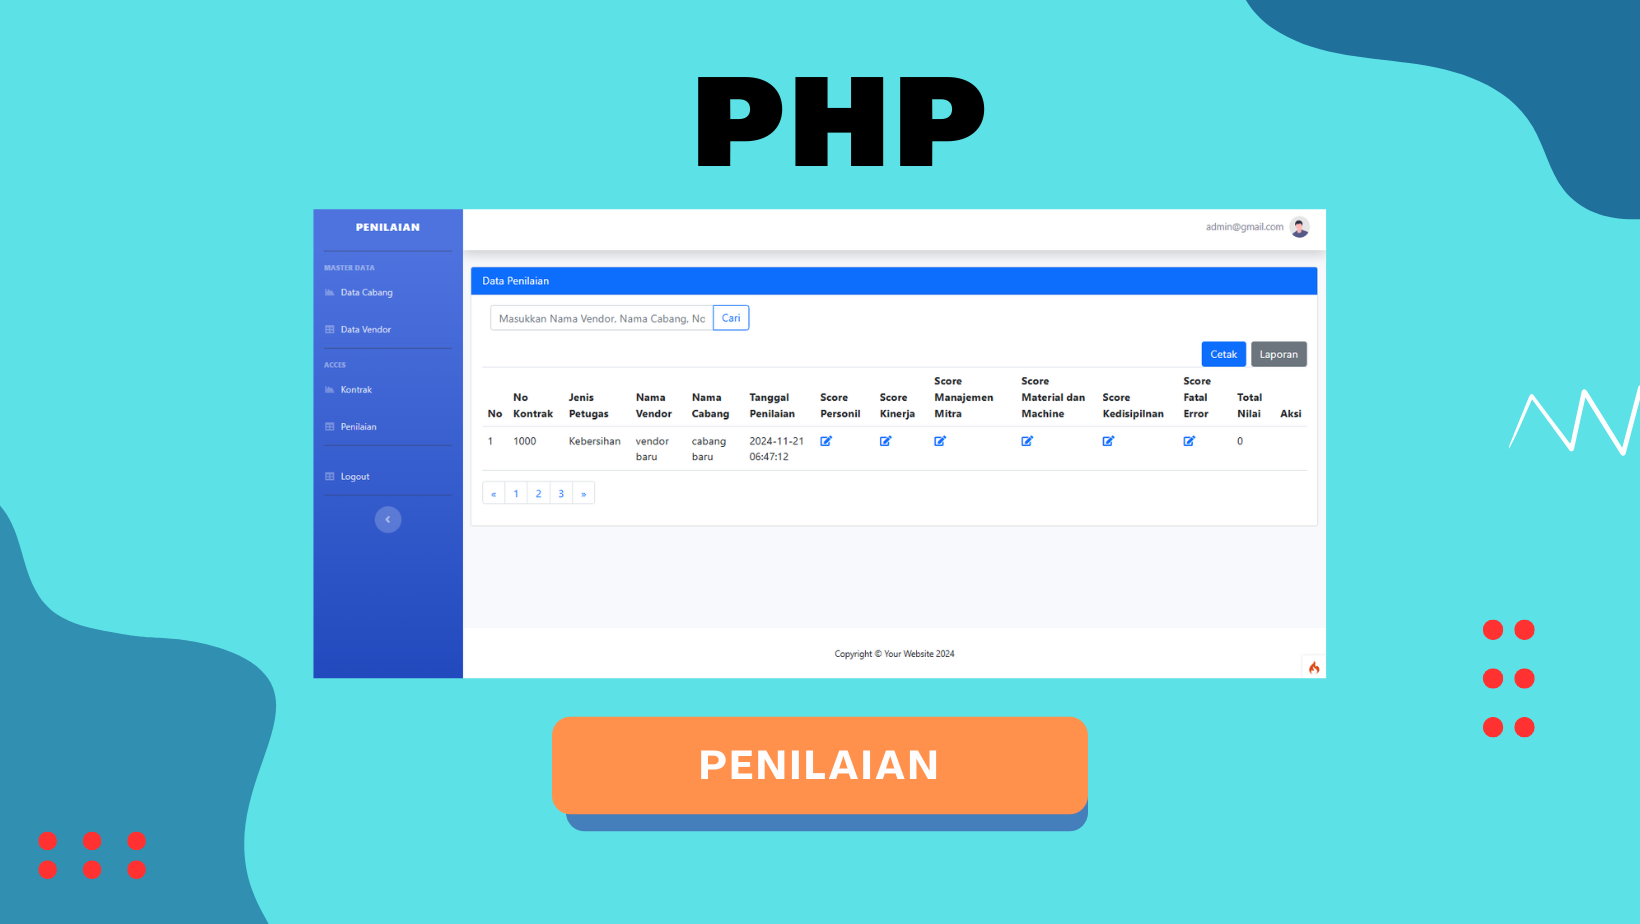 PHP
PENILAIAN
admin@gmail.com
MASTER DATA
Data Cabang
Data Vendor
ACCES
Kontrak
Penilaian
Logout
Data Penilaian
Masukkan Nama Vendor, Nama Cabang, Nc
Cari
Cetak
Laporan
No
No Kontrak
Jenis Petugas
Nama Vendor
Nama Cabang
Tanggal Penilaian
Score Personil
Score Kinerja
Score Manajemen Mitra
Score Material dan Machine
Score Kedisipilnan
Score Fatal Error
Total Nilai
Aksi
1
1000
Kebersihan
vendor baru
cabang baru
2024-11-21 06:47:12
0
« 1 2 3 »
Copyright © Your Website 2024
PENILAIAN